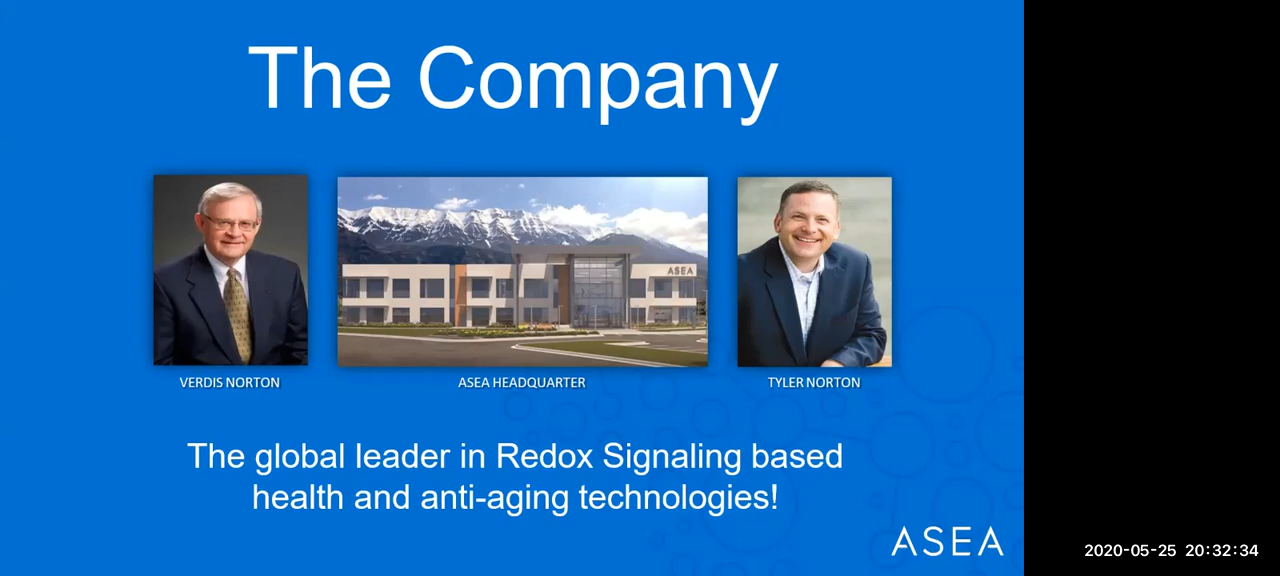 The Company
ASEA
VERDIS NORTON
ASEA HEADQUARTER
TYLER NORTON
The global leader in Redox Signaling based
health and anti-aging technologies!
ASEA
2020-05-25 20:32:34